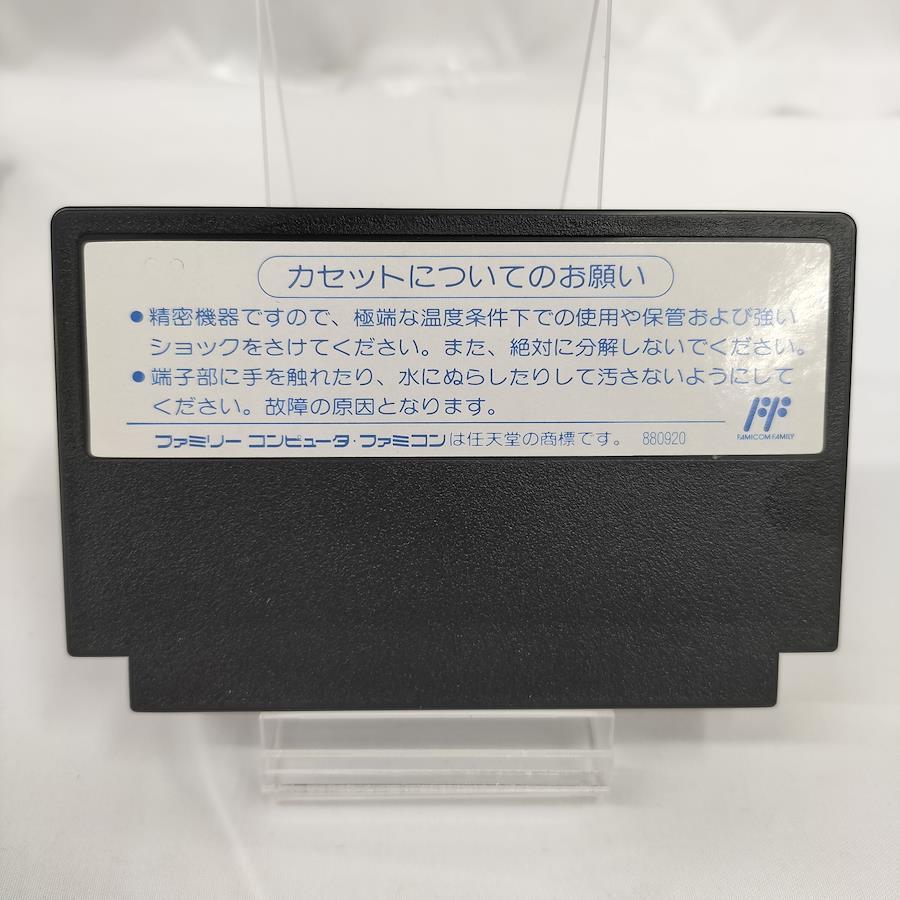 カセットについてのお願い
●精密機器ですので、極端な温度条件下での使用や保管および強い
ショックをさけてください。また、絶対に分解しないでください。
●端子部に手を触れたり、水にぬらしたりして汚さないようにして
ください。故障の原因となります。
FF
FAMICOM FAMILY
ファミリー コンピュータ・ファミコンは任天堂の商標です。 880920